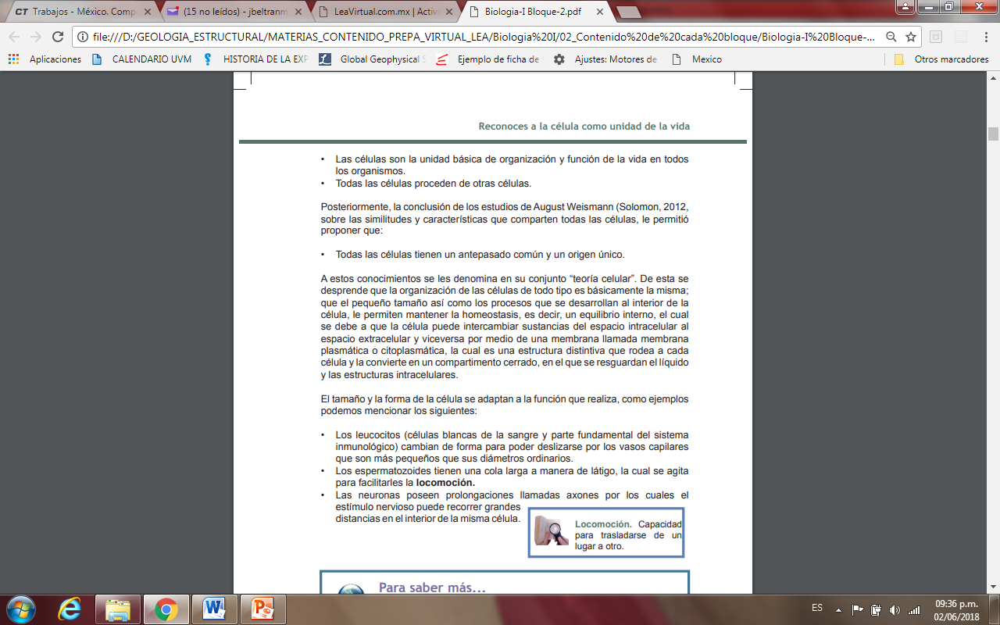 CT Trabajos - México. Comp
(15 no leídos) - jbeltranm
LeaVirtual.com.mx | Activi
Biologia-I Bloque-2.pdf
file:///D:/GEOLOGIA_ESTRUCTURAL/MATERIAS_CONTENIDO_PREPA_VIRTUAL_LEA/Biologia%20I/02_Contenido%20de%20cada%20bloque/Biologia-I%20Bloque-...
Aplicaciones
CALENDARIO UVM
HISTORIA DE LA EXP
Global Geophysical S
Ejemplo de ficha de
Ajustes: Motores de
Mexico
Otros marcadores
Reconoces a la célula como unidad de la vida
• Las células son la unidad básica de organización y función de la vida en todos
los organismos.
• Todas las células proceden de otras células.
Posteriormente, la conclusión de los estudios de August Weismann (Solomon, 2012,
sobre las similitudes y características que comparten todas las células, le permitió
proponer que:
• Todas las células tienen un antepasado común y un origen único.
A estos conocimientos se les denomina en su conjunto “teoría celular”. De esta se
desprende que la organización de las células de todo tipo es básicamente la misma;
que el pequeño tamaño así como los procesos que se desarrollan al interior de la
célula, le permiten mantener la homeostasis, es decir, un equilibrio interno, el cual
se debe a que la célula puede intercambiar sustancias del espacio intracelular al
espacio extracelular y viceversa por medio de una membrana llamada membrana
plasmática o citoplasmática, la cual es una estructura distintiva que rodea a cada
célula y la convierte en un compartimento cerrado, en el que se resguardan el líquido
y las estructuras intracelulares.
El tamaño y la forma de la célula se adaptan a la función que realiza, como ejemplos
podemos mencionar los siguientes:
• Los leucocitos (células blancas de la sangre y parte fundamental del sistema
inmunológico) cambian de forma para poder deslizarse por los vasos capilares
que son más pequeños que sus diámetros ordinarios.
• Los espermatozoides tienen una cola larga a manera de látigo, la cual se agita
para facilitarles la locomoción.
• Las neuronas poseen prolongaciones llamadas axones por los cuales el
estímulo nervioso puede recorrer grandes
distancias en el interior de la misma célula.
Locomoción. Capacidad
para trasladarse de un
lugar a otro.
Para saber más...
ES
09:36 p.m.
02/06/2018